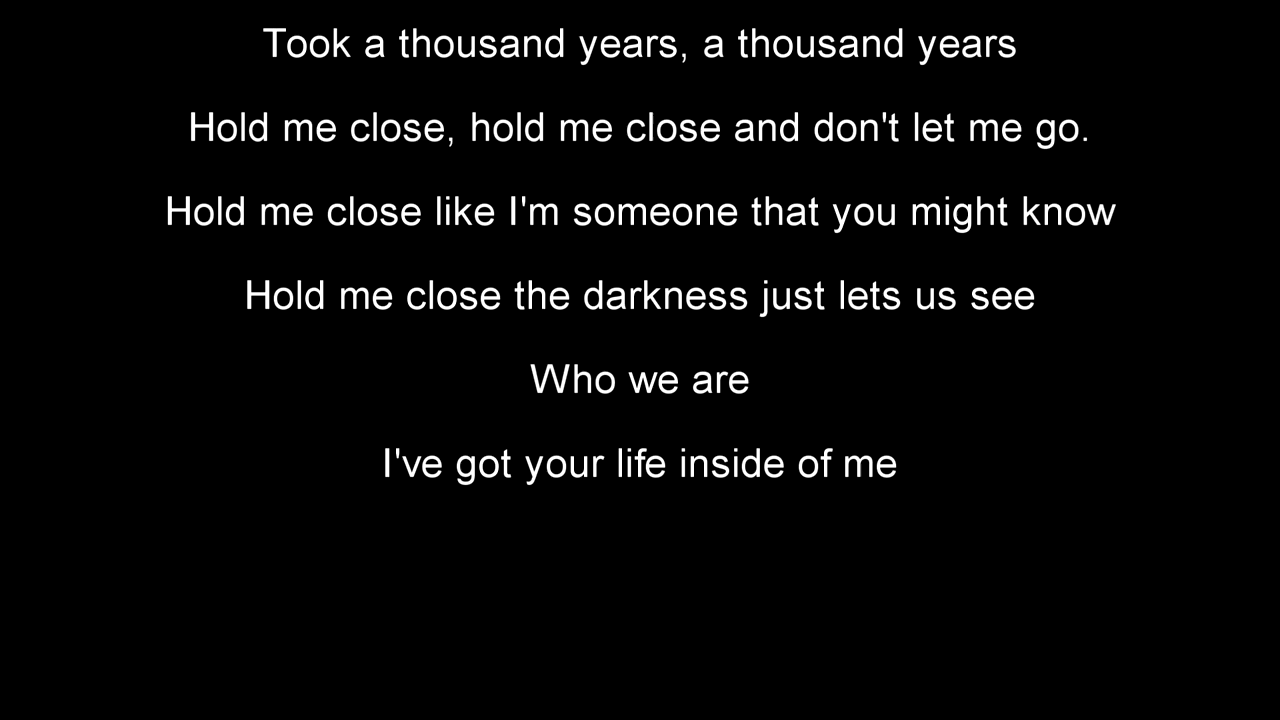 Took a thousand years, a thousand years
Hold me close, hold me close and don't let me go.
Hold me close like I'm someone that you might know
Hold me close the darkness just lets us see
Who we are
I've got your life inside of me